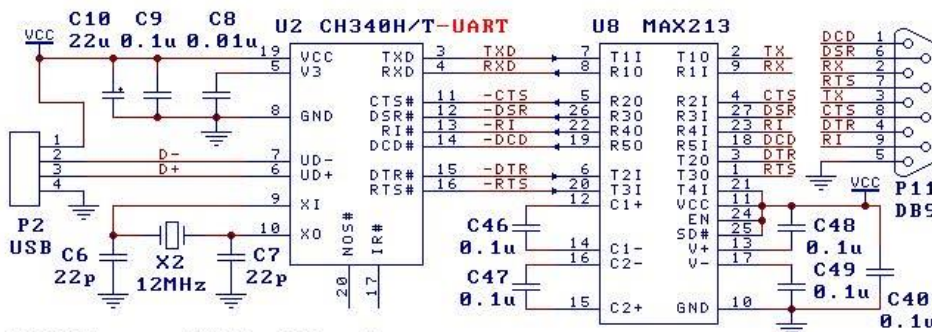 C10 C9 C8
22u 0.1u 0.01u
VCC
U2 CH340H/T-UART
19 VCC
5 V3
8 GND
7 UD-
6 UD+
9 XI
10 XO
NOS#
20
IR#
17
TXD 3 TXD
RXD 4 RXD
CTS# 11 -CTS
DSR# 12 -DSR
RI# 13 -RI
DCD# 14 -DCD
DTR# 15 -DTR
RTS# 16 -RTS
1
2 D-
3 D+
4
P2
USB
C6
22p
X2
12MHz
C7
22p
U8 MAX213
7 T1I
8 R1O
5 R2O
26 R3O
22 R4O
19 R5O
6 T2I
20 T3I
12 C1+
14 C1-
16 C2-
15 C2+
C46
0.1u
C47
0.1u
T1O 2 TX
R1I 9 RX
R2I 4 CTS
R3I 27 DSR
R4I 23 RI
R5I 18 DCD
T2O 3 DTR
T3O 1 RTS
T4I 21
VCC 11
EN 24
SD# 25
V+ 13
V- 17
GND 10
VCC
C48
0.1u
C49
0.1u
C40
0.1u
DCD 1
DSR 6
RX 2
RTS 7
TX 3
CTS 8
DTR 4
RI 9
5
P11
DB9